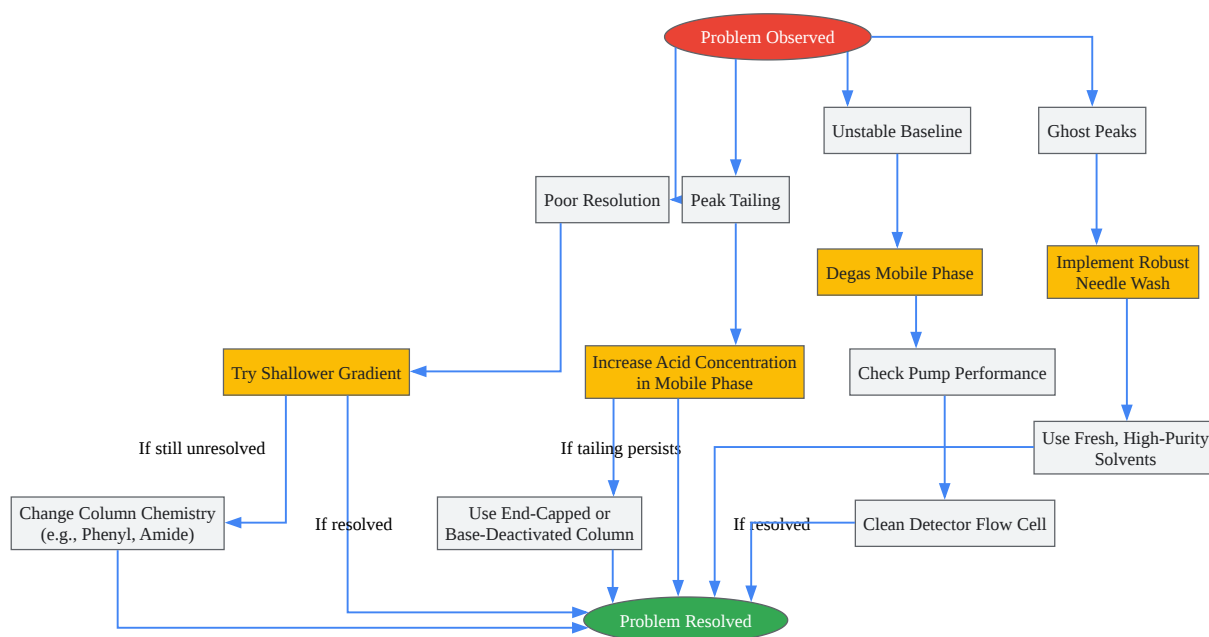 Problem Observed
Unstable Baseline
Ghost Peaks
Poor Resolution
Peak Tailing
Degas Mobile Phase
Implement Robust
Needle Wash
Try Shallower Gradient
Increase Acid Concentration
in Mobile Phase
Check Pump Performance
If still unresolved
If tailing persists
Use Fresh, High-Purity
Solvents
Change Column Chemistry
(e.g., Phenyl, Amide)
If resolved
Use End-Capped or
Base-Deactivated Column
If resolved
Clean Detector Flow Cell
Problem Resolved